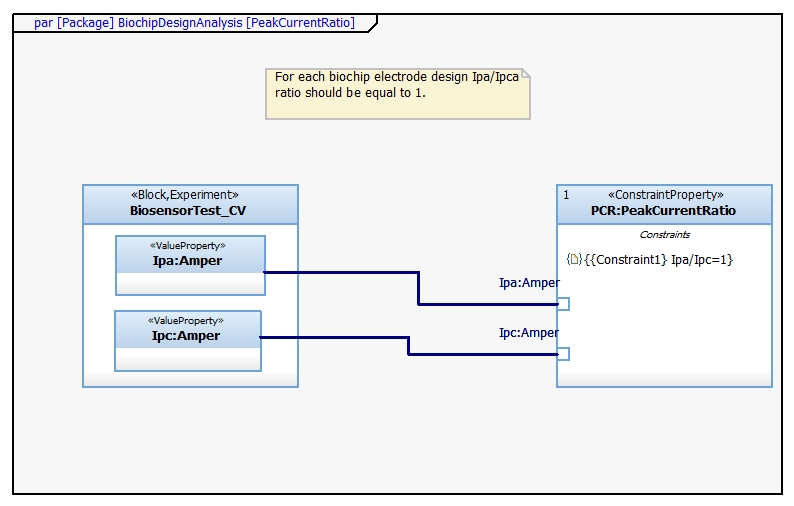 par [Package] BiochipDesignAnalysis [PeakCurrentRatio]
For each biochip electrode design Ipa/Ipca
ratio should be equal to 1.
«Block,Experiment»
BiosensorTest_CV
«ValueProperty»
Ipa:Amper
«ValueProperty»
Ipc:Amper
1 «ConstraintProperty»
PCR:PeakCurrentRatio
Constraints
{{Constraint1} Ipa/Ipc=1}
Ipa:Amper
Ipc:Amper